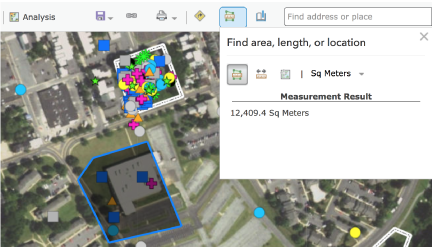 Analysis
Find address or place
Find area, length, or location
Sq Meters
Measurement Result
12,409.4 Sq Meters